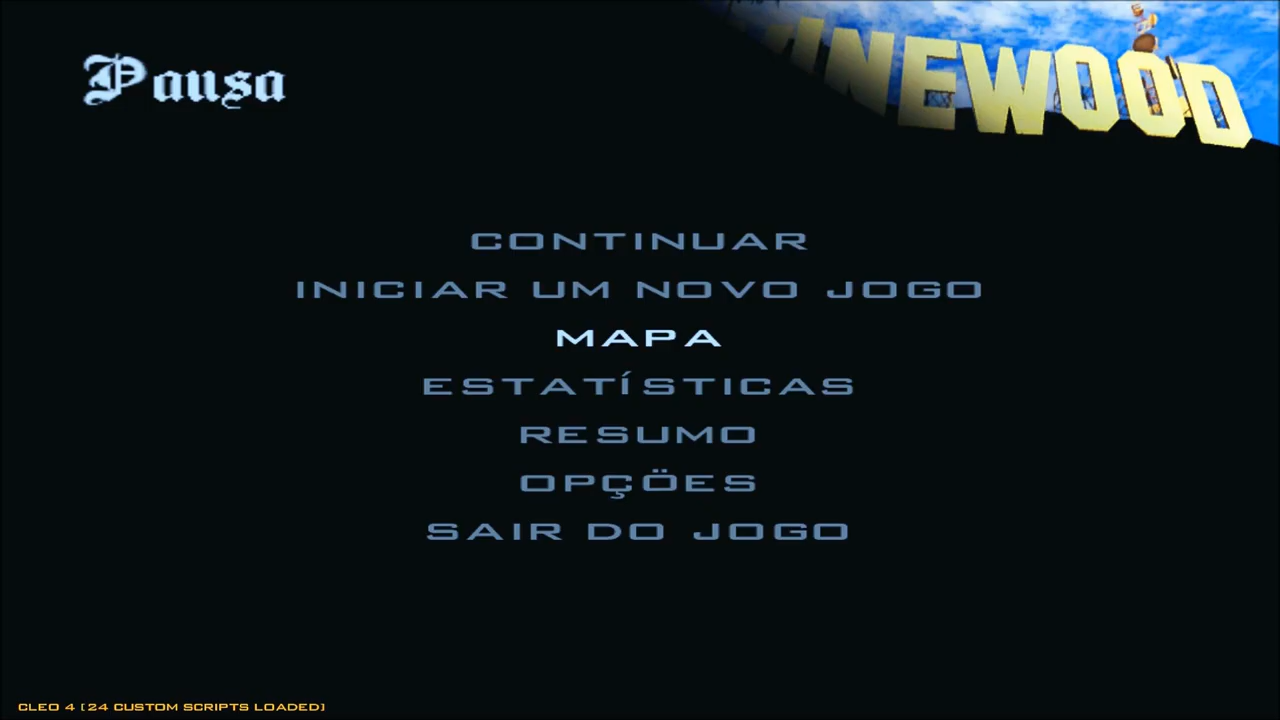 INEWOOD
Pausa
CONTINUAR
INICIAR UM NOVO JOGO
MAPA
ESTATÍSTICAS
RESUMO
OPÇÖES
SAIR DO JOGO
CLEO 4 (24 CUSTOM SCRIPTS LOADED)